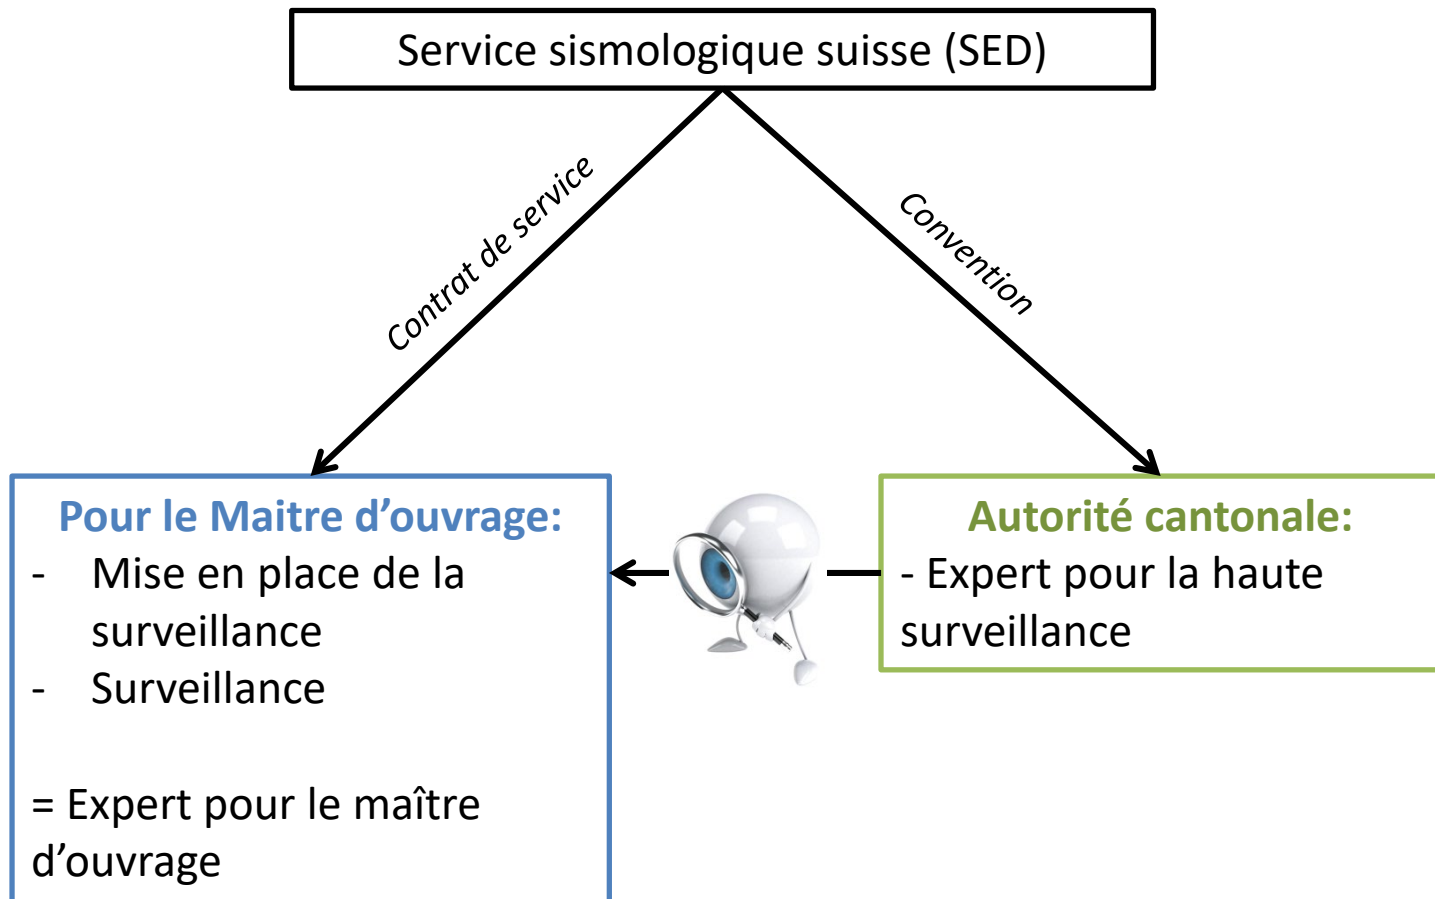 Service sismologique suisse (SED)
Contrat de service
Convention
Pour le Maitre d’ouvrage:
- Mise en place de la
surveillance
- Surveillance
= Expert pour le maître
d’ouvrage
Autorité cantonale:
- Expert pour la haute
surveillance